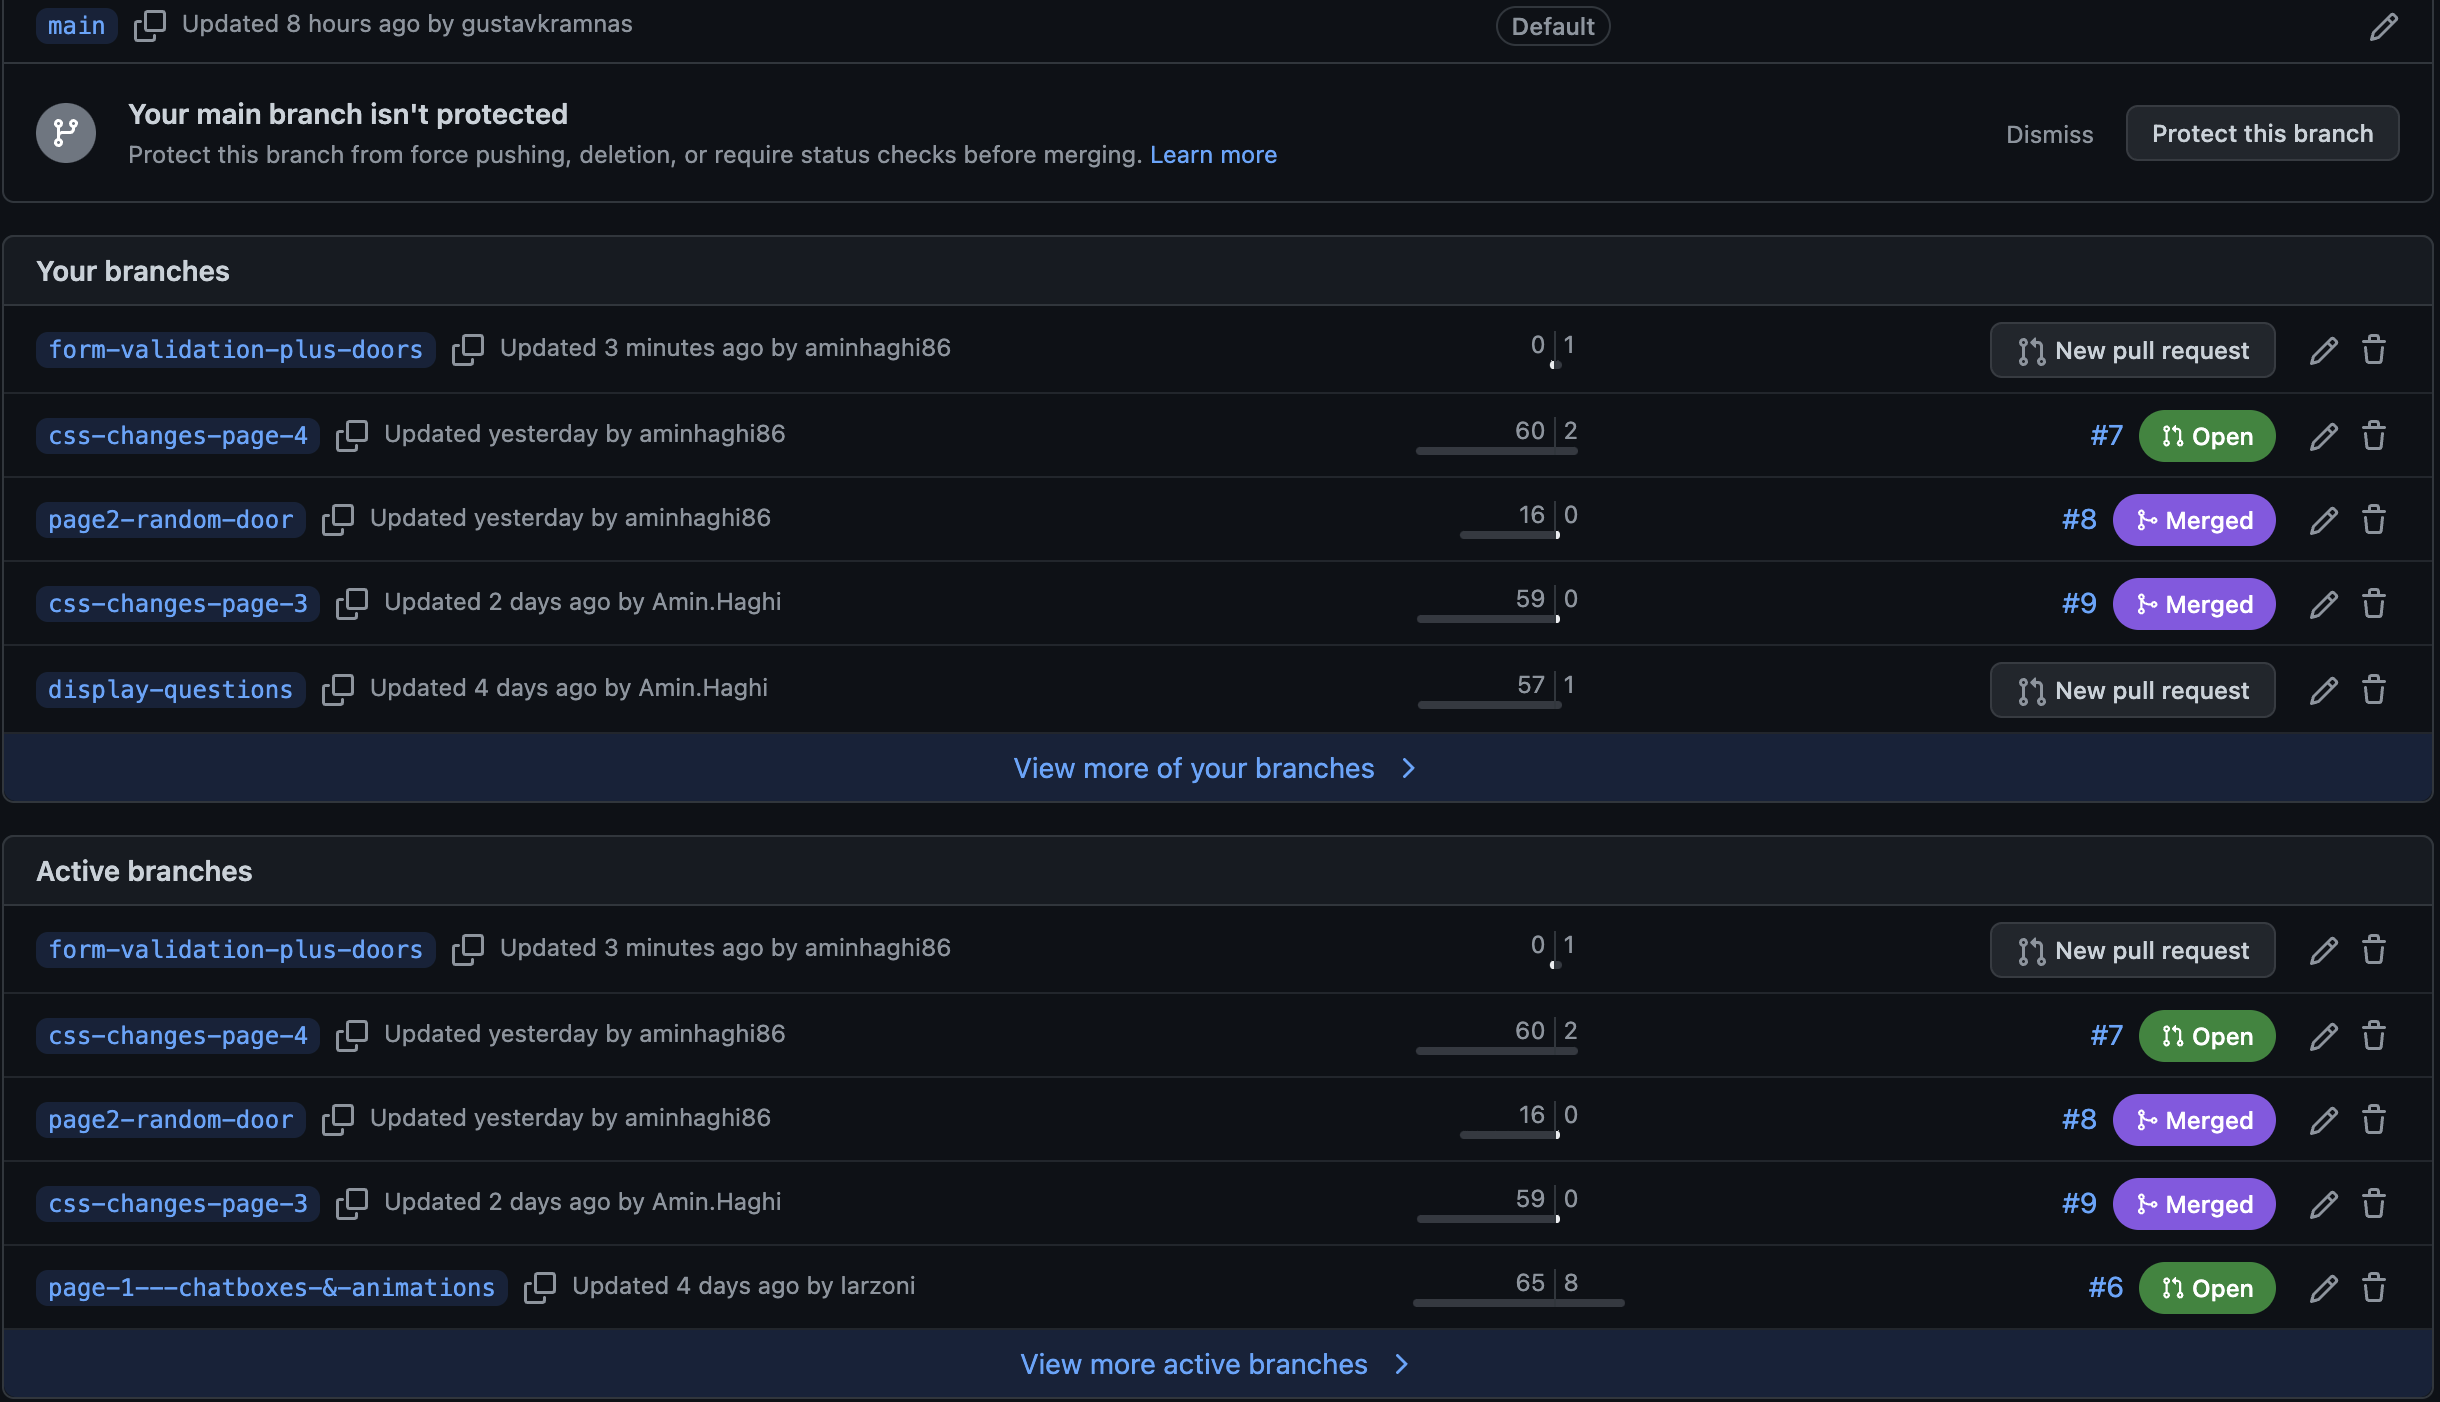 main Updated 8 hours ago by gustavkramnas Default
Your main branch isn't protected
Protect this branch from force pushing, deletion, or require status checks before merging. Learn more
Dismiss Protect this branch
Your branches
form-validation-plus-doors Updated 3 minutes ago by aminhaghi86 0 1 New pull request
css-changes-page-4 Updated yesterday by aminhaghi86 60 2 #7 Open
page2-random-door Updated yesterday by aminhaghi86 16 0 #8 Merged
css-changes-page-3 Updated 2 days ago by Amin.Haghi 59 0 #9 Merged
display-questions Updated 4 days ago by Amin.Haghi 57 1 New pull request
View more of your branches
Active branches
form-validation-plus-doors Updated 3 minutes ago by aminhaghi86 0 1 New pull request
css-changes-page-4 Updated yesterday by aminhaghi86 60 2 #7 Open
page2-random-door Updated yesterday by aminhaghi86 16 0 #8 Merged
css-changes-page-3 Updated 2 days ago by Amin.Haghi 59 0 #9 Merged
page-1---chatboxes-&-animations Updated 4 days ago by larzoni 65 8 #6 Open
View more active branches